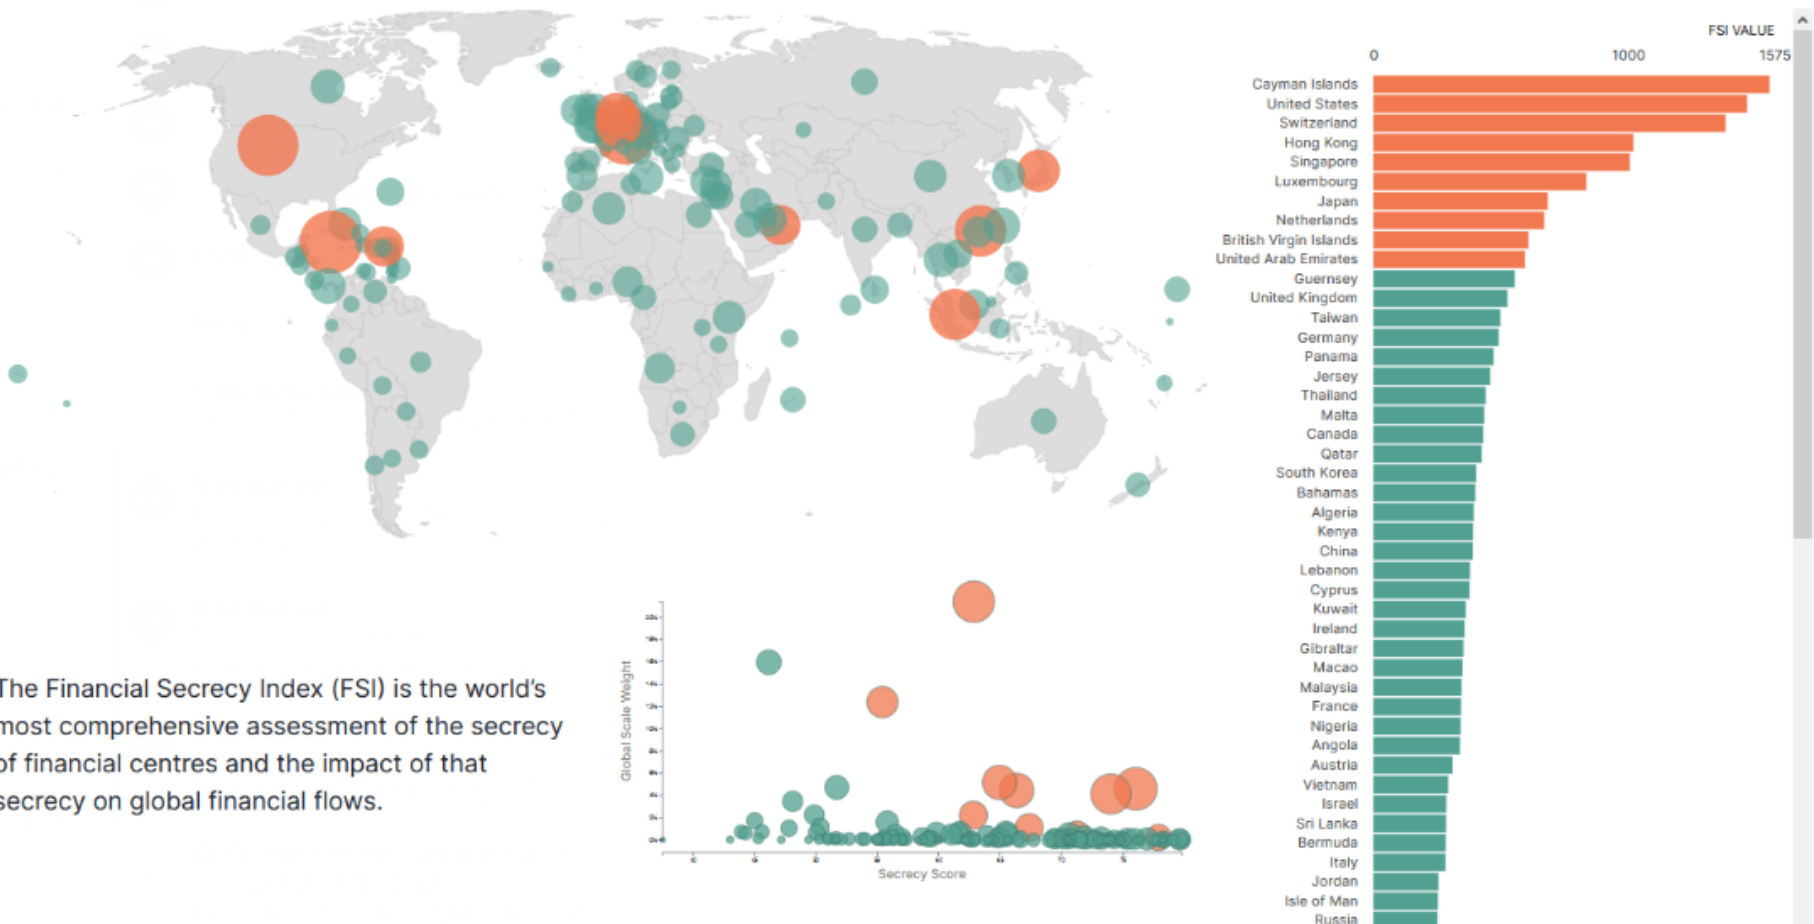 FSI VALUE
0 1000 1575
Cayman Islands
United States
Switzerland
Hong Kong
Singapore
Luxembourg
Japan
Netherlands
British Virgin Islands
United Arab Emirates
Guernsey
United Kingdom
Taiwan
Germany
Panama
Jersey
Thailand
Malta
Canada
Qatar
South Korea
Bahamas
Algeria
Kenya
China
Lebanon
Cyprus
Kuwait
Ireland
Gibraltar
Macao
Malaysia
France
Nigeria
Angola
Austria
Vietnam
Israel
Sri Lanka
Bermuda
Italy
Jordan
Isle of Man
Russia
The Financial Secrecy Index (FSI) is the world's
most comprehensive assessment of the secrecy
of financial centres and the impact of that
secrecy on global financial flows.
Global Scale Weight
Secrecy Score